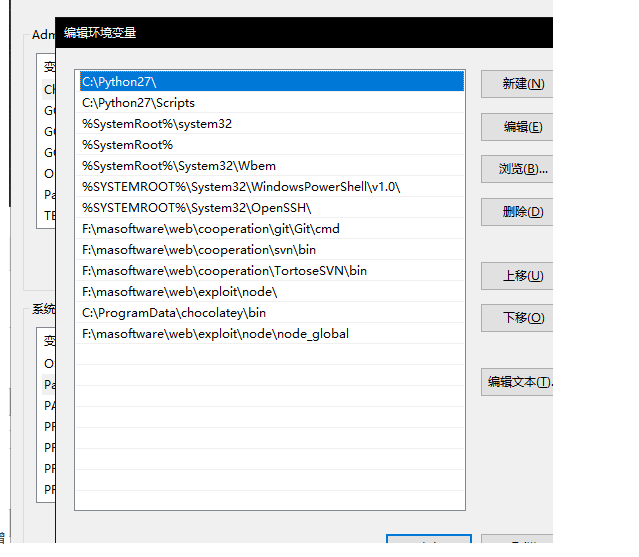 Adm
编辑环境变量
变
C:\Python27\
C:\Python27\Scripts
%SystemRoot%\system32
%SystemRoot%
%SystemRoot%\System32\Wbem
%SYSTEMROOT%\System32\WindowsPowerShell\v1.0\
%SYSTEMROOT%\System32\OpenSSH\
F:\masoftware\web\cooperation\git\Git\cmd
F:\masoftware\web\cooperation\svn\bin
F:\masoftware\web\cooperation\TortoiseSVN\bin
F:\masoftware\web\exploit\node\
C:\ProgramData\chocolatey\bin
F:\masoftware\web\exploit\node\node_global
新建(N)
编辑(E)
浏览(B)...
删除(D)
上移(U)
下移(O)
编辑文本(T).
GO
GO
GO
O
Pa
TE
系统
变
O
Pa
PA
PF
PF
PF
PF